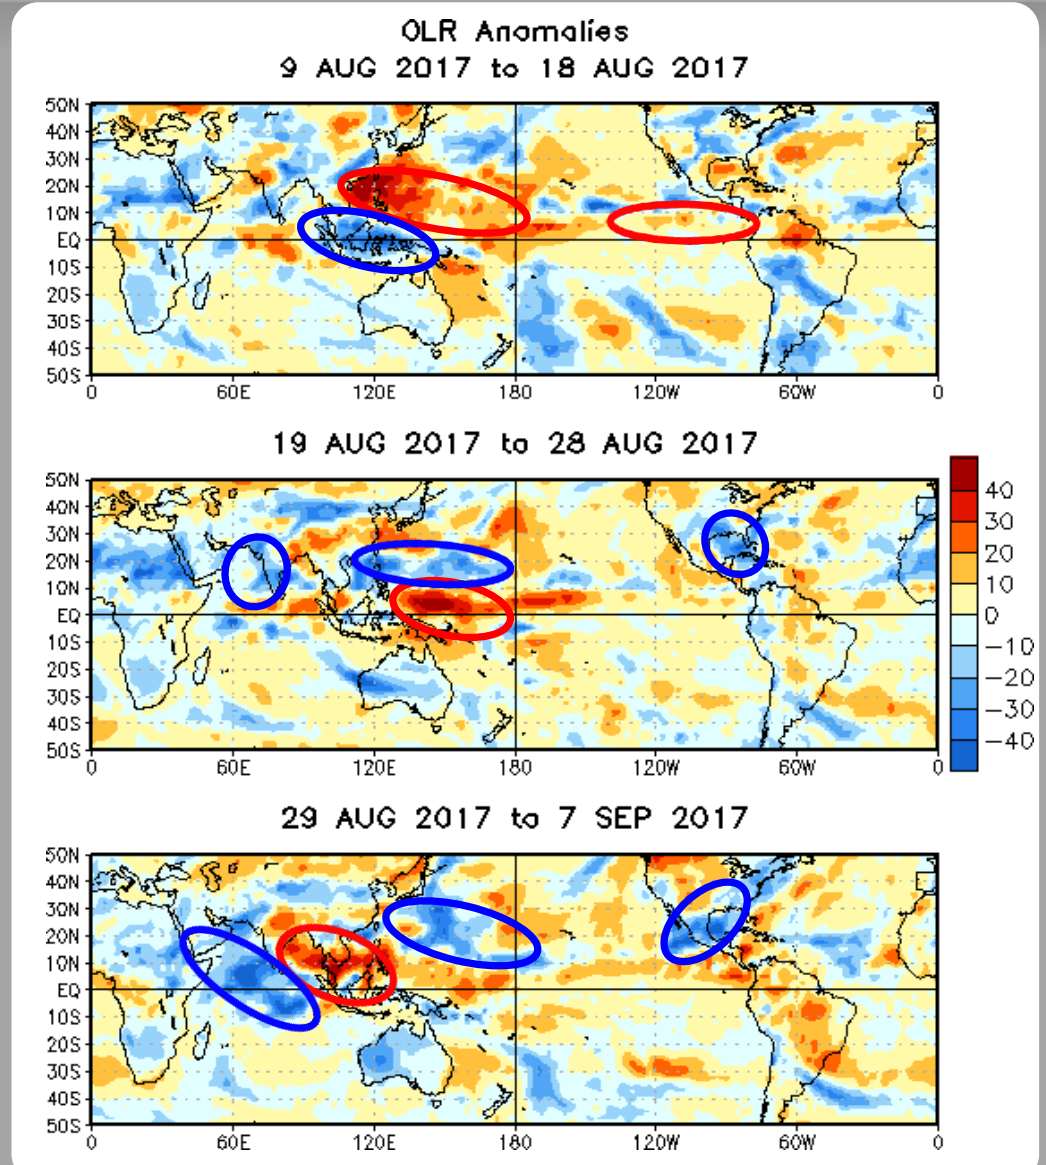 OLR Anomalies
9 AUG 2017 to 18 AUG 2017
50N
40N
30N
20N
10N
EQ
10S
20S
30S
40S
50S
0 60E 120E 180 120W 60W 0
19 AUG 2017 to 28 AUG 2017
50N
40N
30N
20N
10N
EQ
10S
20S
30S
40S
50S
0 60E 120E 180 120W 60W 0
40
30
20
10
0
−10
−20
−30
−40
29 AUG 2017 to 7 SEP 2017
50N
40N
30N
20N
10N
EQ
10S
20S
30S
40S
50S
0 60E 120E 180 120W 60W 0